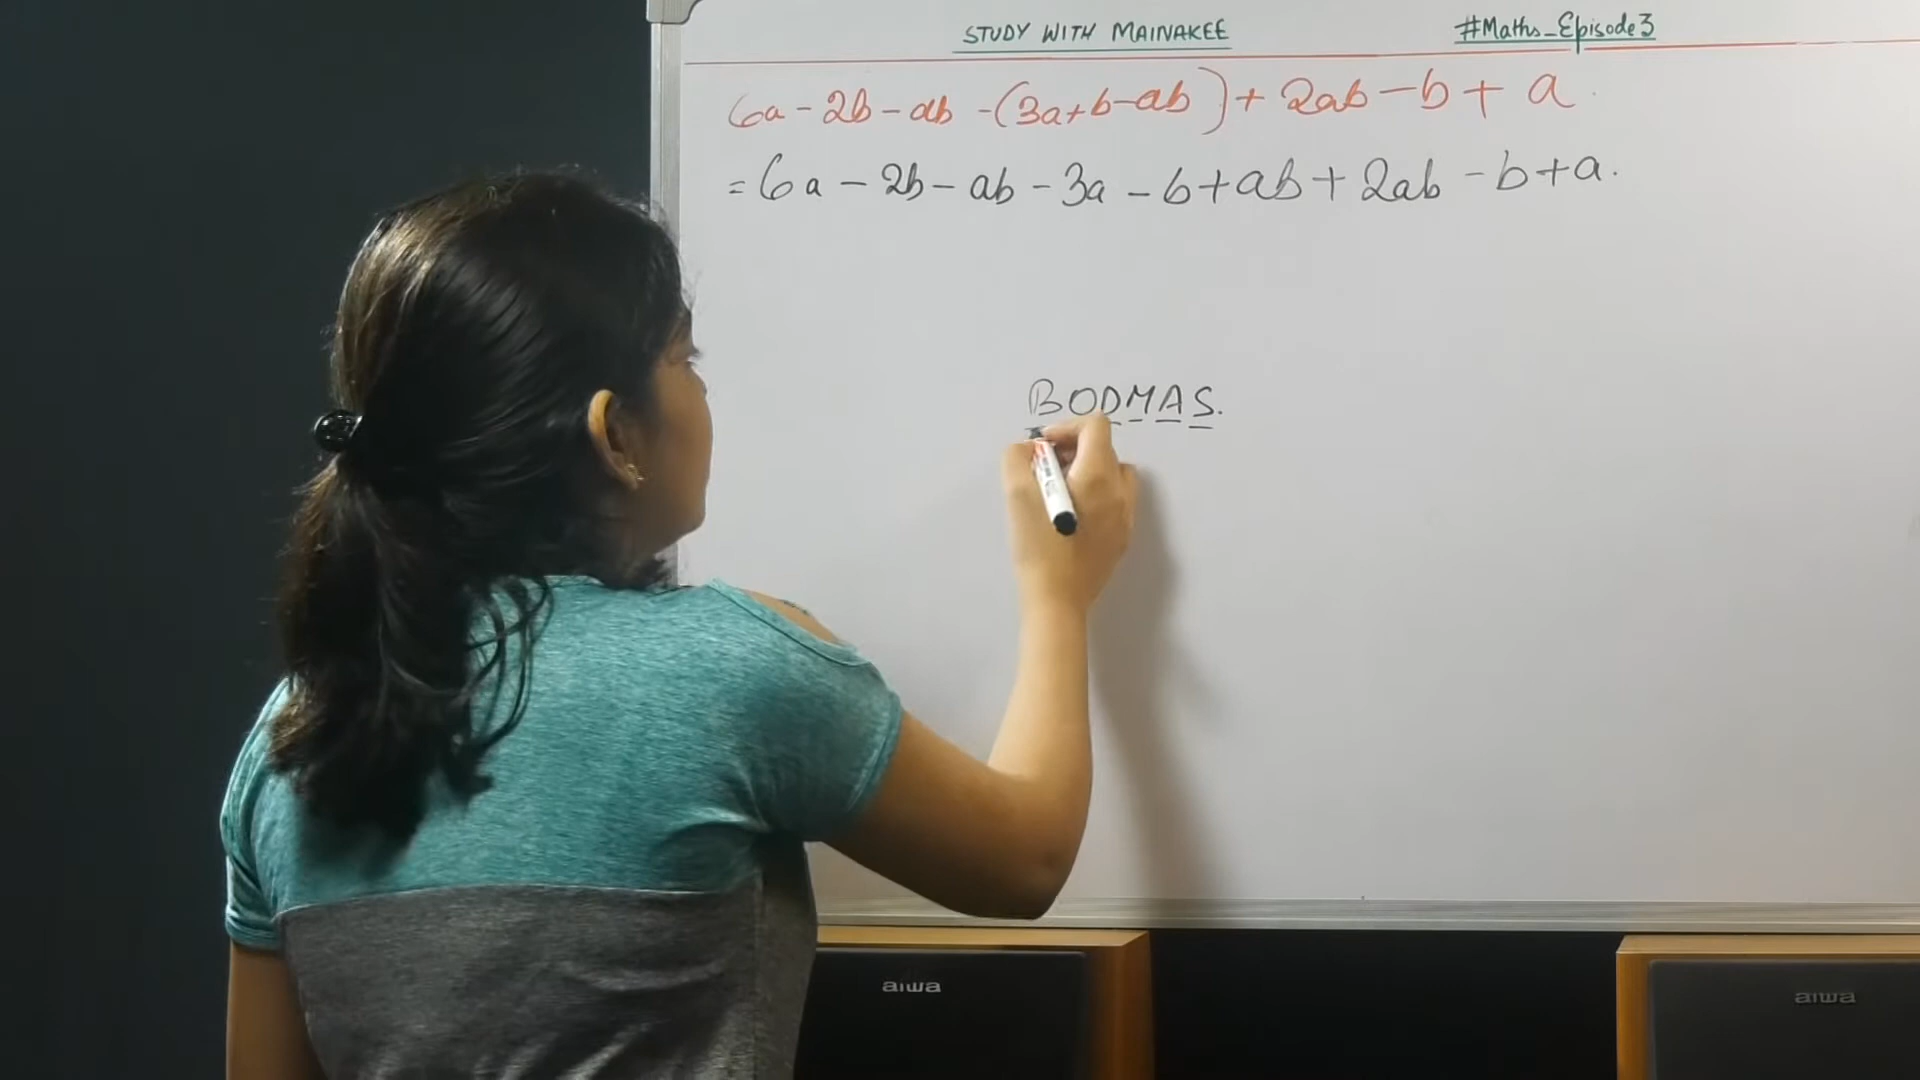 STUDY WITH MAINAKEE
#Maths_Episode3
6a - 2b - ab - (3a+b-ab) + 2ab - b + a
= 6a - 2b - ab - 3a - b + ab + 2ab - b + a.
BODMAS.
aiwa
aiwa